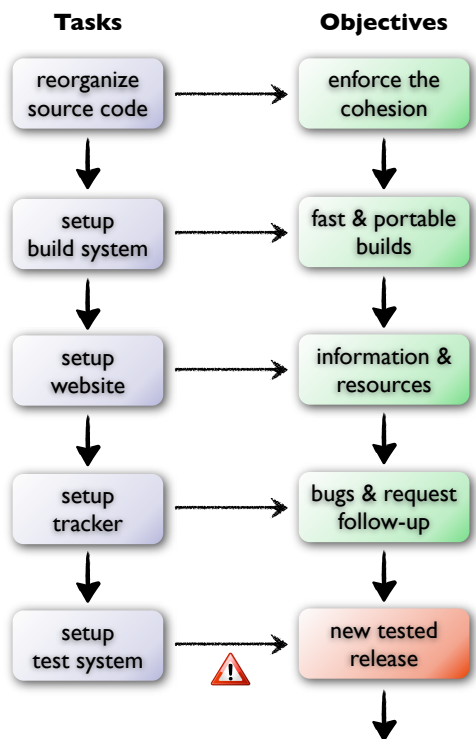 Tasks
Objectives
reorganize
source code
enforce the
cohesion
setup
build system
fast & portable
builds
setup
website
information &
resources
setup
tracker
bugs & request
follow-up
setup
test system
new tested
release
!